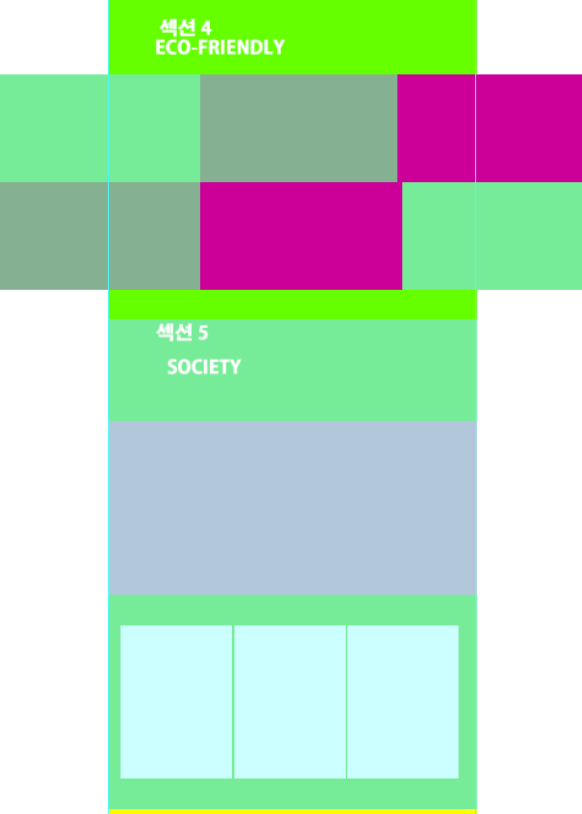 섹션 4
ECO-FRIENDLY
섹션 5
SOCIETY